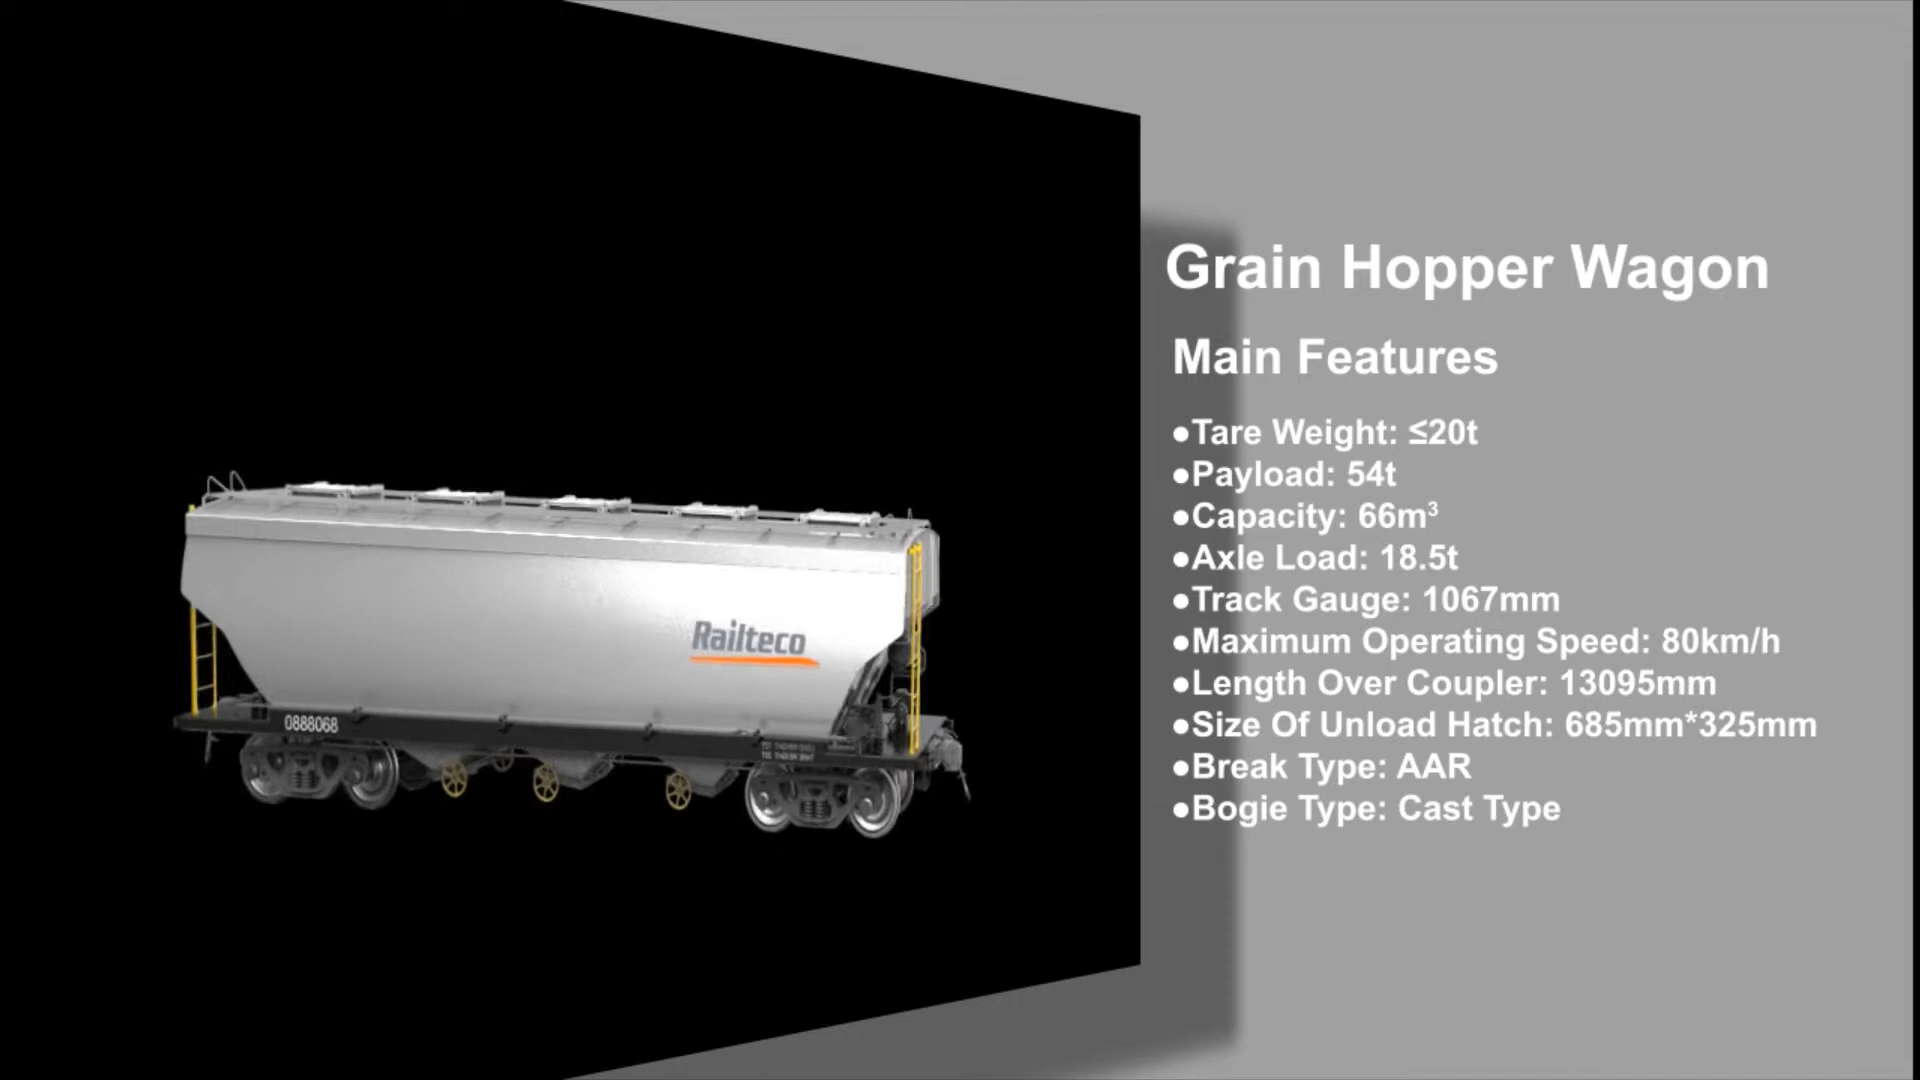 Grain Hopper Wagon
Main Features
●Tare Weight: ≤20t
●Payload: 54t
●Capacity: 66m³
●Axle Load: 18.5t
●Track Gauge: 1067mm
●Maximum Operating Speed: 80km/h
●Length Over Coupler: 13095mm
●Size Of Unload Hatch: 685mm*325mm
●Break Type: AAR
●Bogie Type: Cast Type
Railteco
0888068